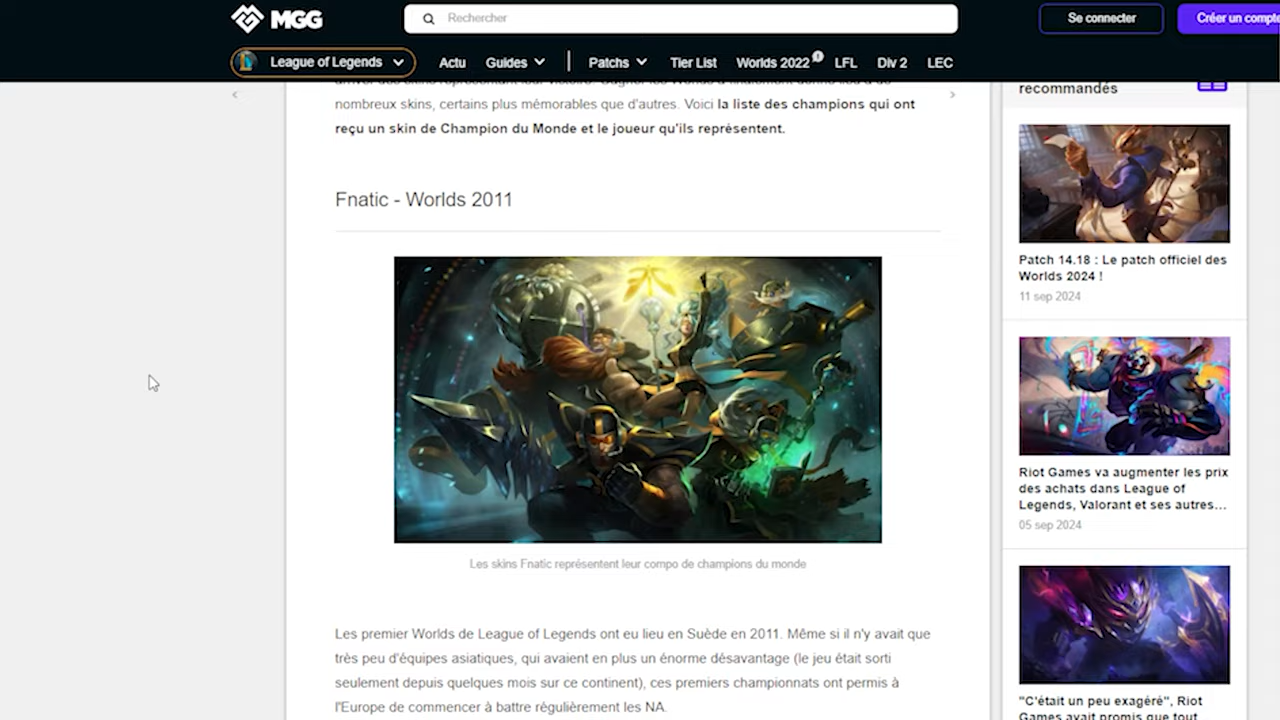 MGG
Rechercher
Se connecter
Créer un compte
League of Legends
Actu
Guides
Patchs
Tier List
Worlds 2022
LFL
Div 2
LEC
nombreux skins, certains plus mémorables que d'autres. Voici la liste des champions qui ont
reçu un skin de Champion du Monde et le joueur qu'ils représentent.
Fnatic - Worlds 2011
Les skins Fnatic représentent leur compo de champions du monde
Les premier Worlds de League of Legends ont eu lieu en Suède en 2011. Même si il n'y avait que
très peu d'équipes asiatiques, qui avaient en plus un énorme désavantage (le jeu était sorti
seulement depuis quelques mois sur ce continent), ces premiers championnats ont permis à
l'Europe de commencer à battre régulièrement les NA.
recommandés
Patch 14.18 : Le patch officiel des
Worlds 2024 !
11 sep 2024
Riot Games va augmenter les prix
des achats dans League of
Legends, Valorant et ses autres...
05 sep 2024
"C'était un peu exagéré", Riot
Games avait promis que tout